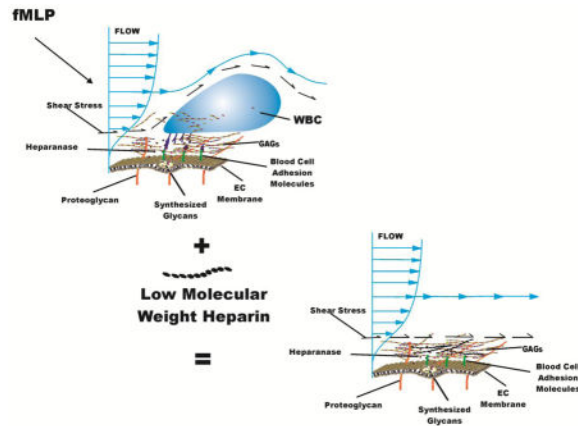 fMLP
FLOW
Shear Stress
WBC
Heparanase
GAGs
Blood Cell
Adhesion
Molecules
EC
Membrane
Proteoglycan
Synthesized
Glycans
+
Low Molecular
Weight Heparin
=
FLOW
Shear Stress
GAGs
Heparanase
Blood Cell
Adhesion
Molecules
EC
Membrane
Proteoglycan
Synthesized
Glycans